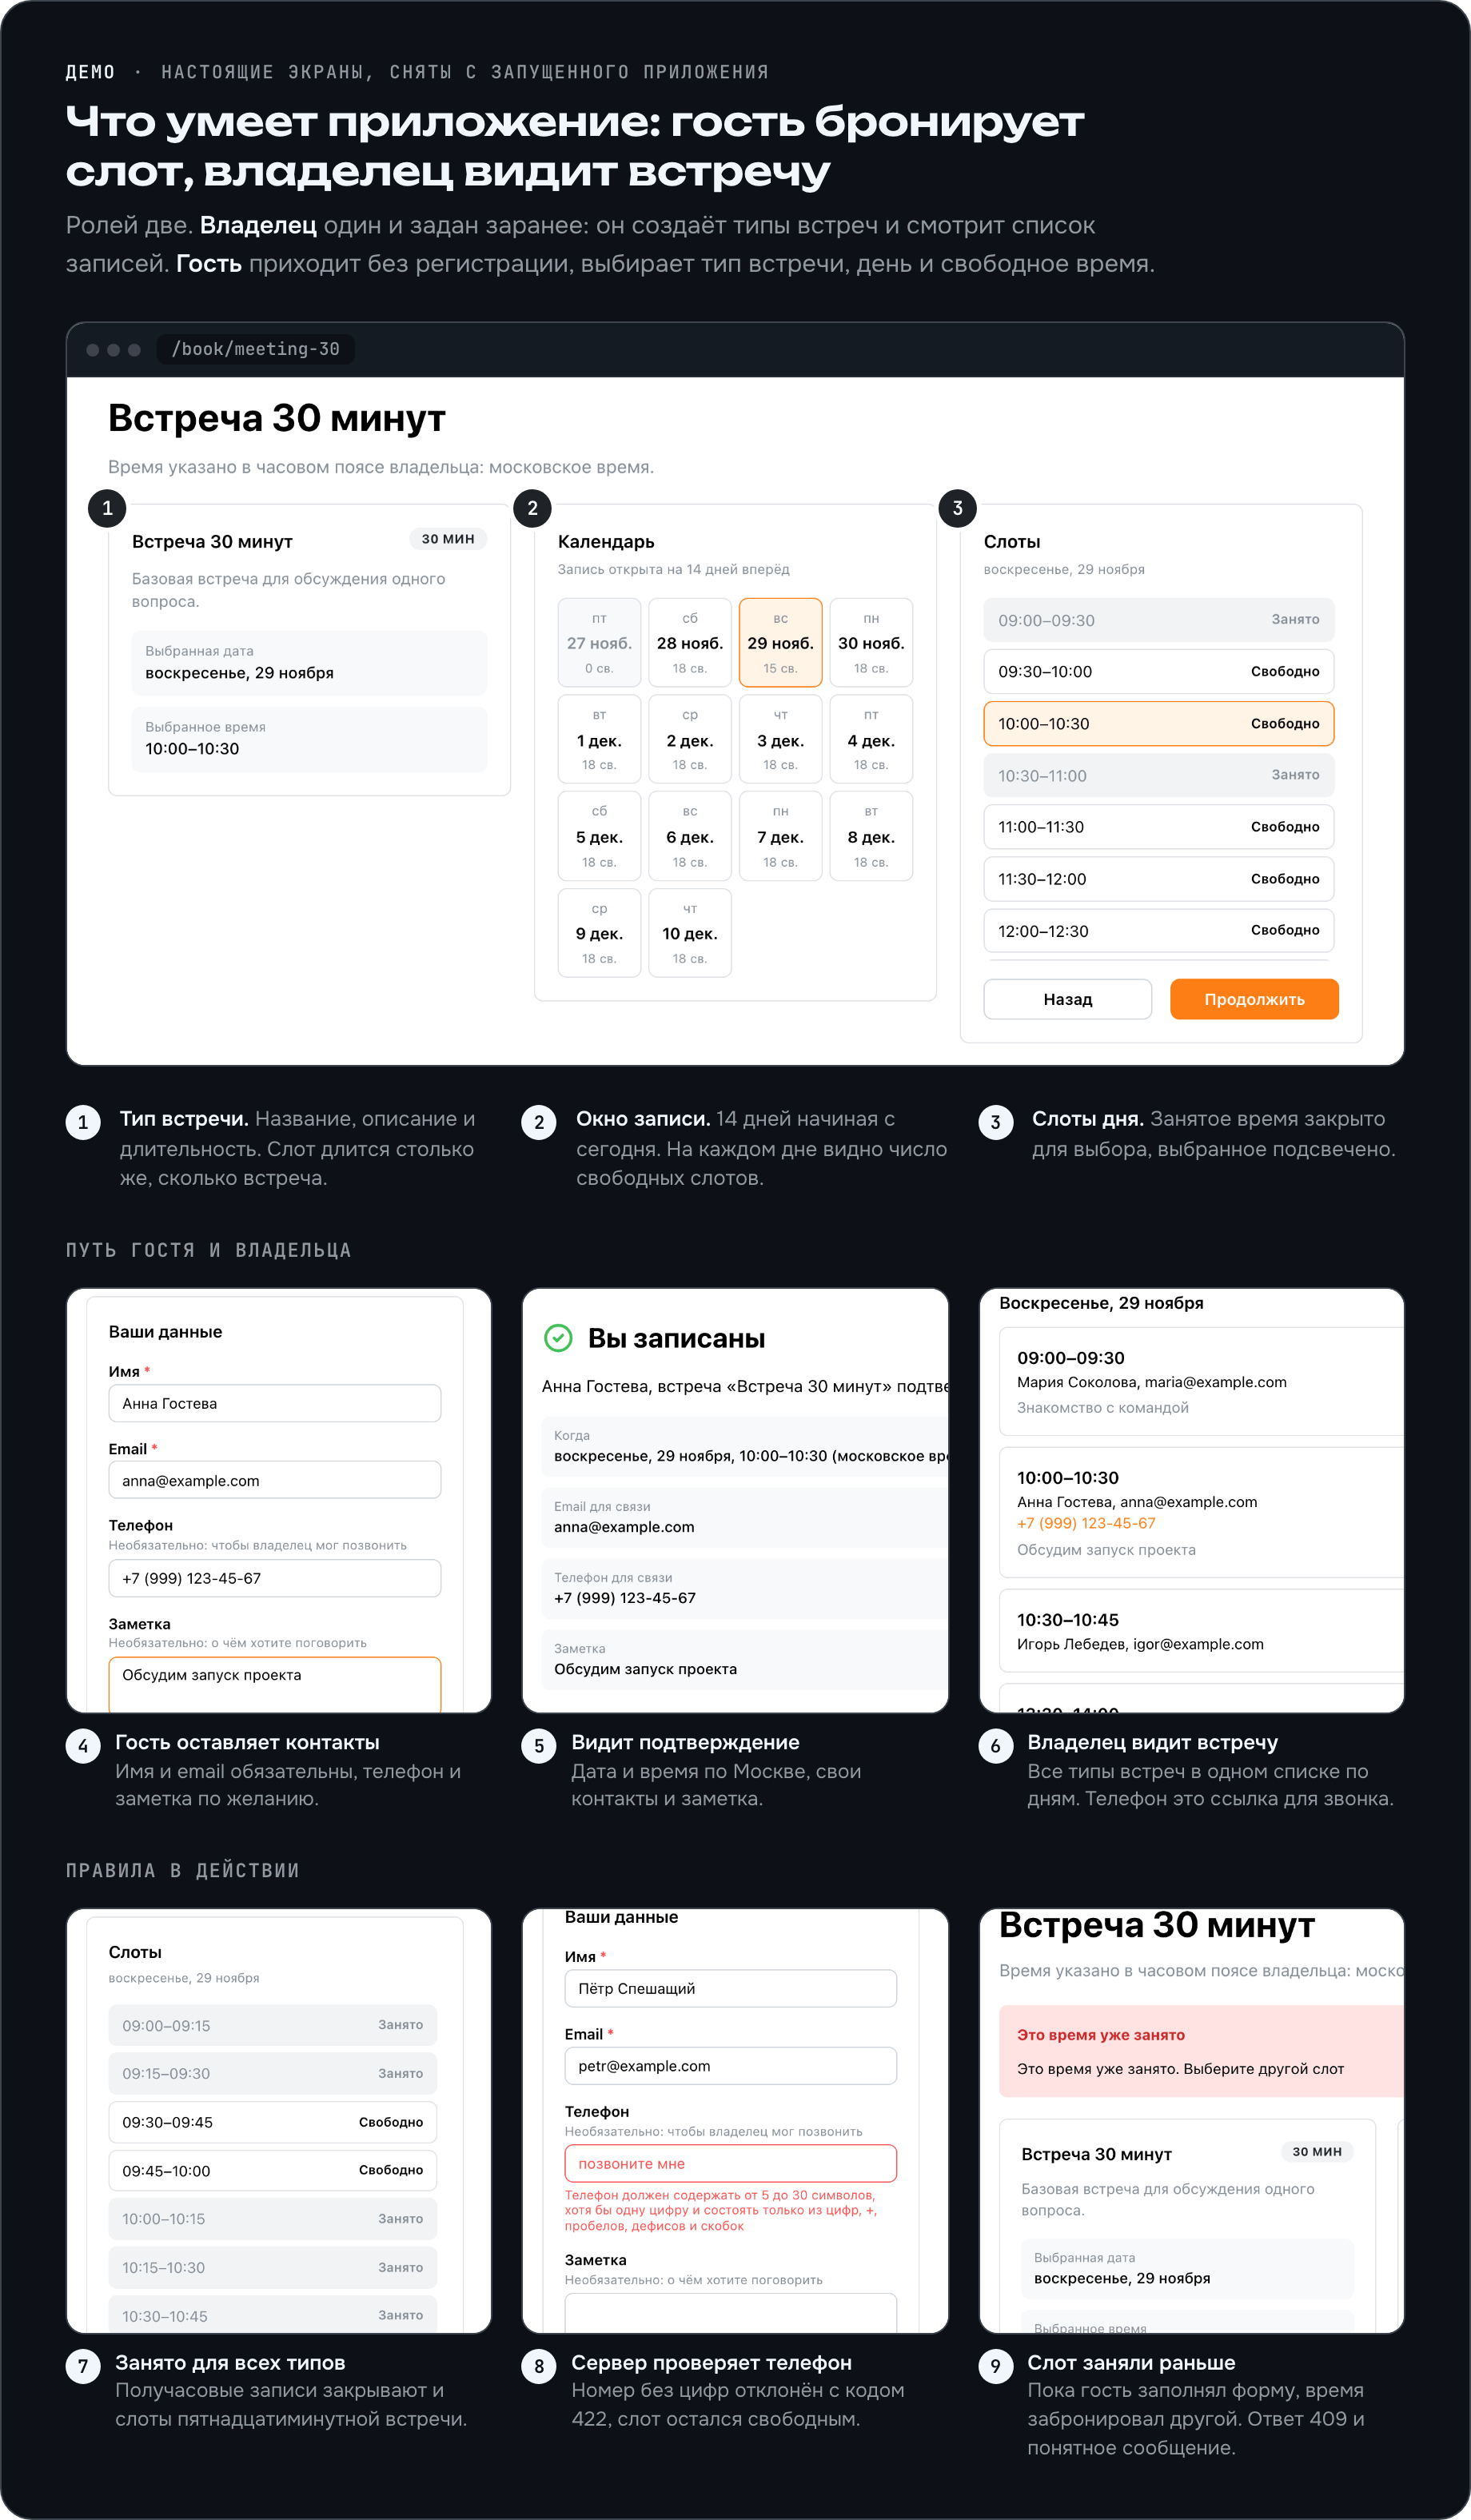 ДЕМО · НАСТОЯЩИЕ ЭКРАНЫ, СНЯТЫ С ЗАПУЩЕННОГО ПРИЛОЖЕНИЯ
Что умеет приложение: гость бронирует
слот, владелец видит встречу
Ролей две. Владелец один и задан заранее: он создаёт типы встреч и смотрит список
записей. Гость приходит без регистрации, выбирает тип встречи, день и свободное время.
/book/meeting-30
Встреча 30 минут
Время указано в часовом поясе владельца: московское время.
1
Встреча 30 минут
30 МИН
Базовая встреча для обсуждения одного
вопроса.
Выбранная дата
воскресенье, 29 ноября
Выбранное время
10:00–10:30
2
Календарь
Запись открыта на 14 дней вперёд
пт
27 нояб.
0 св.
сб
28 нояб.
18 св.
вс
29 нояб.
15 св.
пн
30 нояб.
18 св.
вт
1 дек.
18 св.
ср
2 дек.
18 св.
чт
3 дек.
18 св.
пт
4 дек.
18 св.
сб
5 дек.
18 св.
вс
6 дек.
18 св.
пн
7 дек.
18 св.
вт
8 дек.
18 св.
ср
9 дек.
18 св.
чт
10 дек.
18 св.
3
Слоты
воскресенье, 29 ноября
09:00–09:30 Занято
09:30–10:00 Свободно
10:00–10:30 Свободно
10:30–11:00 Занято
11:00–11:30 Свободно
11:30–12:00 Свободно
12:00–12:30 Свободно
Назад
Продолжить
1
Тип встречи. Название, описание и
длительность. Слот длится столько
же, сколько встреча.
2
Окно записи. 14 дней начиная с
сегодня. На каждом дне видно число
свободных слотов.
3
Слоты дня. Занятое время закрыто
для выбора, выбранное подсвечено.
ПУТЬ ГОСТЯ И ВЛАДЕЛЬЦА
Ваши данные
Имя *
Анна Гостева
Email *
anna@example.com
Телефон
Необязательно: чтобы владелец мог позвонить
+7 (999) 123-45-67
Заметка
Необязательно: о чём хотите поговорить
Обсудим запуск проекта
4
Гость оставляет контакты
Имя и email обязательны, телефон и
заметка по желанию.
Вы записаны
Анна Гостева, встреча «Встреча 30 минут» подтве
Когда
воскресенье, 29 ноября, 10:00–10:30 (московское вре
Email для связи
anna@example.com
Телефон для связи
+7 (999) 123-45-67
Заметка
Обсудим запуск проекта
5
Видит подтверждение
Дата и время по Москве, свои
контакты и заметка.
Воскресенье, 29 ноября
09:00–09:30
Мария Соколова, maria@example.com
Знакомство с командой
10:00–10:30
Анна Гостева, anna@example.com
+7 (999) 123-45-67
Обсудим запуск проекта
10:30–10:45
Игорь Лебедев, igor@example.com
6
Владелец видит встречу
Все типы встреч в одном списке по
дням. Телефон это ссылка для звонка.
ПРАВИЛА В ДЕЙСТВИИ
Слоты
воскресенье, 29 ноября
09:00–09:15 Занято
09:15–09:30 Занято
09:30–09:45 Свободно
09:45–10:00 Свободно
10:00–10:15 Занято
10:15–10:30 Занято
10:30–10:45 Занято
7
Занято для всех типов
Получасовые записи закрывают и
слоты пятнадцатиминутной встречи.
Ваши данные
Имя *
Пётр Спешащий
Email *
petr@example.com
Телефон
Необязательно: чтобы владелец мог позвонить
позвоните мне
Телефон должен содержать от 5 до 30 символов,
хотя бы одну цифру и состоять только из цифр, +,
пробелов, дефисов и скобок
Заметка
Необязательно: о чём хотите поговорить
8
Сервер проверяет телефон
Номер без цифр отклонён с кодом
422, слот остался свободным.
Встреча 30 минут
Время указано в часовом поясе владельца: моско
Это время уже занято
Это время уже занято. Выберите другой слот
Встреча 30 минут
30 МИН
Базовая встреча для обсуждения одного
вопроса.
Выбранная дата
воскресенье, 29 ноября
Выбранное время
9
Слот заняли раньше
Пока гость заполнял форму, время
забронировал другой. Ответ 409 и
понятное сообщение.